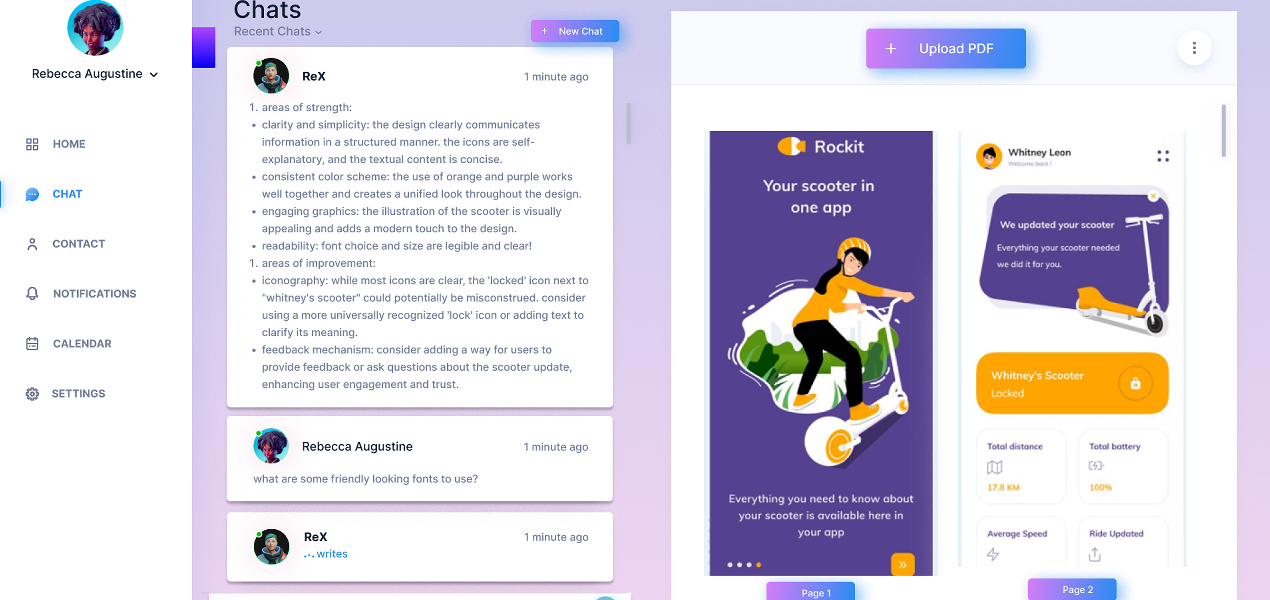 Rebecca Augustine
HOME
CHAT
CONTACT
NOTIFICATIONS
CALENDAR
SETTINGS
Chats
Recent Chats
+ New Chat
ReX
1 minute ago
1. areas of strength:
• clarity and simplicity: the design clearly communicates
information in a structured manner. the icons are self-
explanatory, and the textual content is concise.
• consistent color scheme: the use of orange and purple works
well together and creates a unified look throughout the design.
• engaging graphics: the illustration of the scooter is visually
appealing and adds a modern touch to the design.
• readability: font choice and size are legible and clear!
1. areas of improvement:
• iconography: while most icons are clear, the 'locked' icon next to
"whitney's scooter" could potentially be misconstrued. consider
using a more universally recognized 'lock' icon or adding text to
clarify its meaning.
• feedback mechanism: consider adding a way for users to
provide feedback or ask questions about the scooter update,
enhancing user engagement and trust.
Rebecca Augustine
1 minute ago
what are some friendly looking fonts to use?
ReX
1 minute ago
writes
+ Upload PDF
Rockit
Your scooter in
one app
Everything you need to know about
your scooter is available here in
your app
Page 1
Whitney Leon
Welcome back!
We updated your scooter
Everything your scooter needed
we did it for you.
Whitney's Scooter
Locked
Total distance
17.8 KM
Total battery
100%
Average Speed
Ride Updated
Page 2